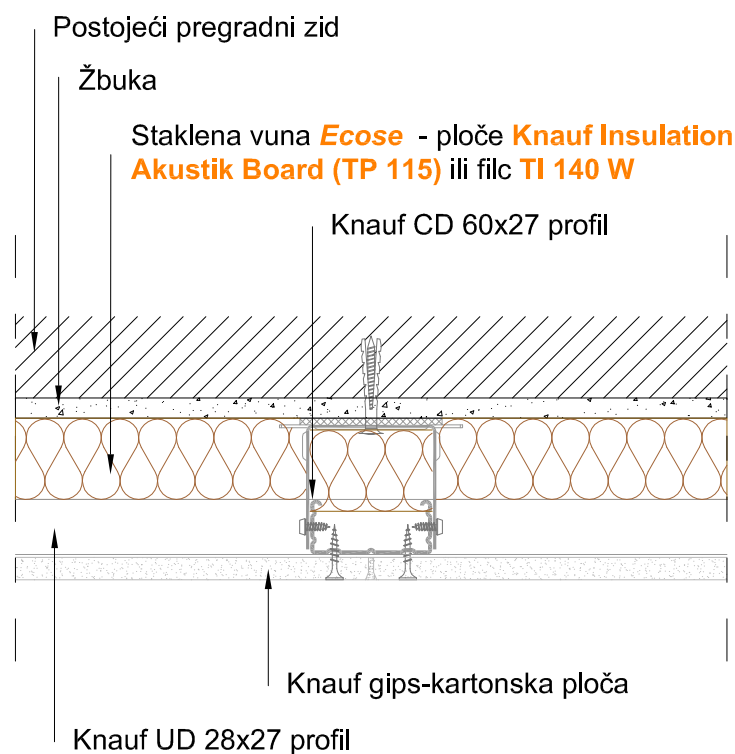 Postojeći pregradni zid
Žbuka
Staklena vuna Ecose - ploče Knauf Insulation
Akustik Board (TP 115) ili filc TI 140 W
Knauf CD 60x27 profil
Knauf gips-kartonska ploča
Knauf UD 28x27 profil